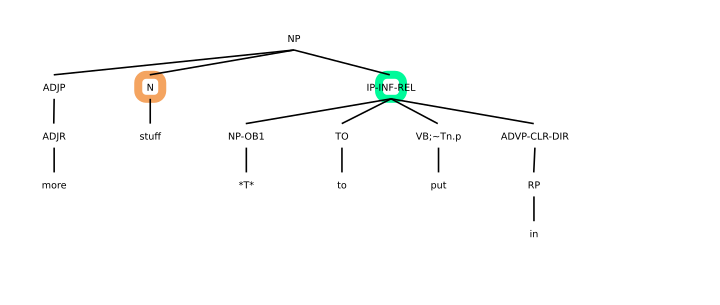 NP
ADJP N IP-INF-REL
ADJR stuff NP-OB1 TO VB;~Tn.p ADVP-CLR-DIR
more *T* to put RP
in